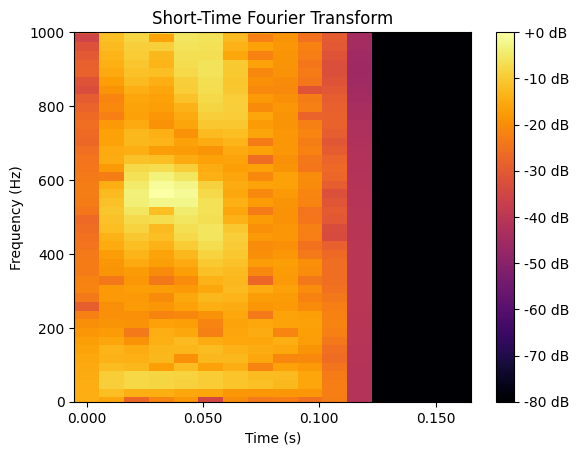 Short-Time Fourier Transform
Frequency (Hz)
1000
800
600
400
200
0
0.000
0.050
0.100
0.150
Time (s)
+0 dB
-10 dB
-20 dB
-30 dB
-40 dB
-50 dB
-60 dB
-70 dB
-80 dB